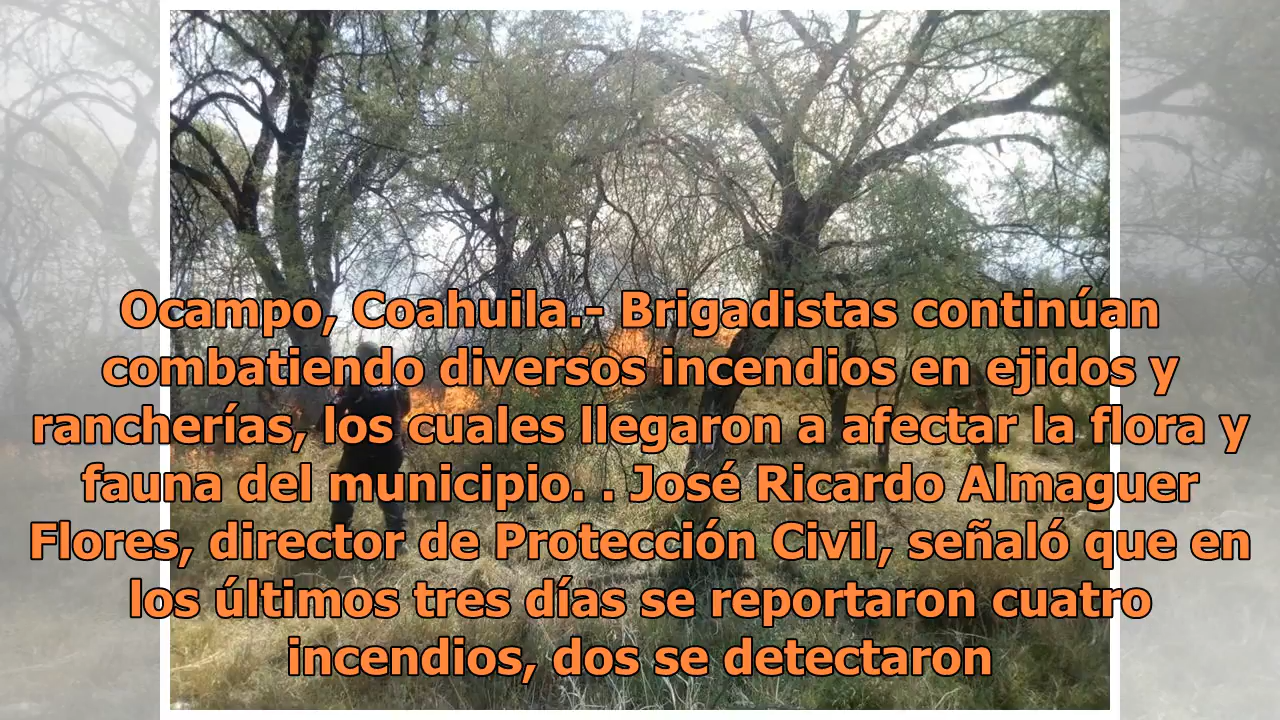 Ocampo, Coahuila.- Brigadistas continúan
combatiendo diversos incendios en ejidos y
rancherías, los cuales llegaron a afectar la flora y
fauna del municipio. . José Ricardo Almaguer
Flores, director de Protección Civil, señaló que en
los últimos tres días se reportaron cuatro
incendios, dos se detectaron